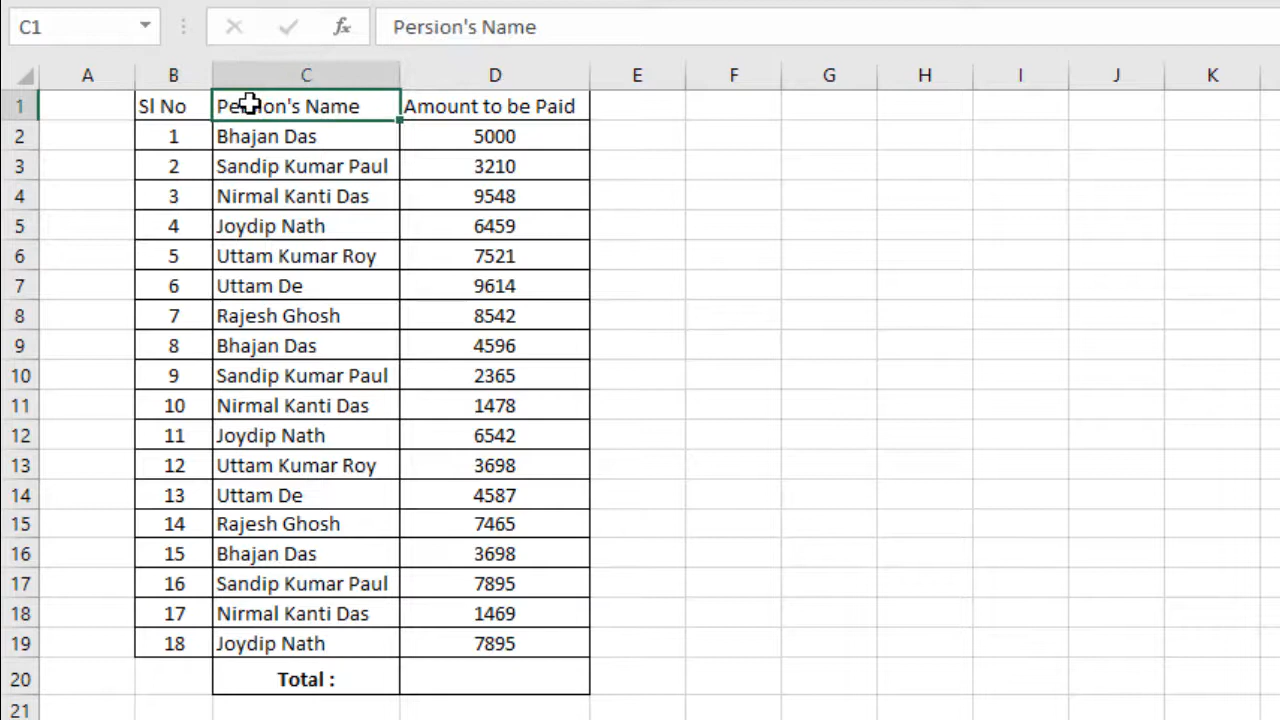 C1 fx Persion's Name
A B C D E F G H I J K
1 Sl No Persion's Name Amount to be Paid
2 1 Bhajan Das 5000
3 2 Sandip Kumar Paul 3210
4 3 Nirmal Kanti Das 9548
5 4 Joydip Nath 6459
6 5 Uttam Kumar Roy 7521
7 6 Uttam De 9614
8 7 Rajesh Ghosh 8542
9 8 Bhajan Das 4596
10 9 Sandip Kumar Paul 2365
11 10 Nirmal Kanti Das 1478
12 11 Joydip Nath 6542
13 12 Uttam Kumar Roy 3698
14 13 Uttam De 4587
15 14 Rajesh Ghosh 7465
16 15 Bhajan Das 3698
17 16 Sandip Kumar Paul 7895
18 17 Nirmal Kanti Das 1469
19 18 Joydip Nath 7895
20 Total :
21